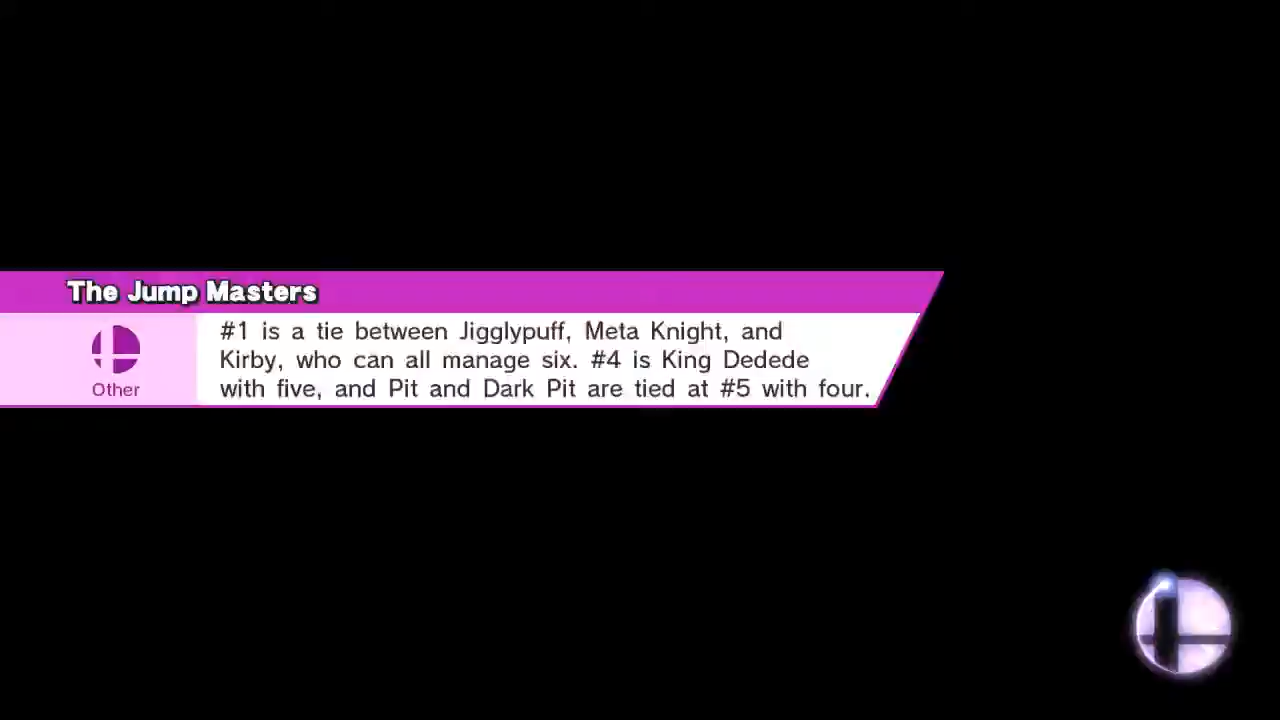 The Jump Masters
#1 is a tie between Jigglypuff, Meta Knight, and
Kirby, who can all manage six. #4 is King Dedede
with five, and Pit and Dark Pit are tied at #5 with four.
Other